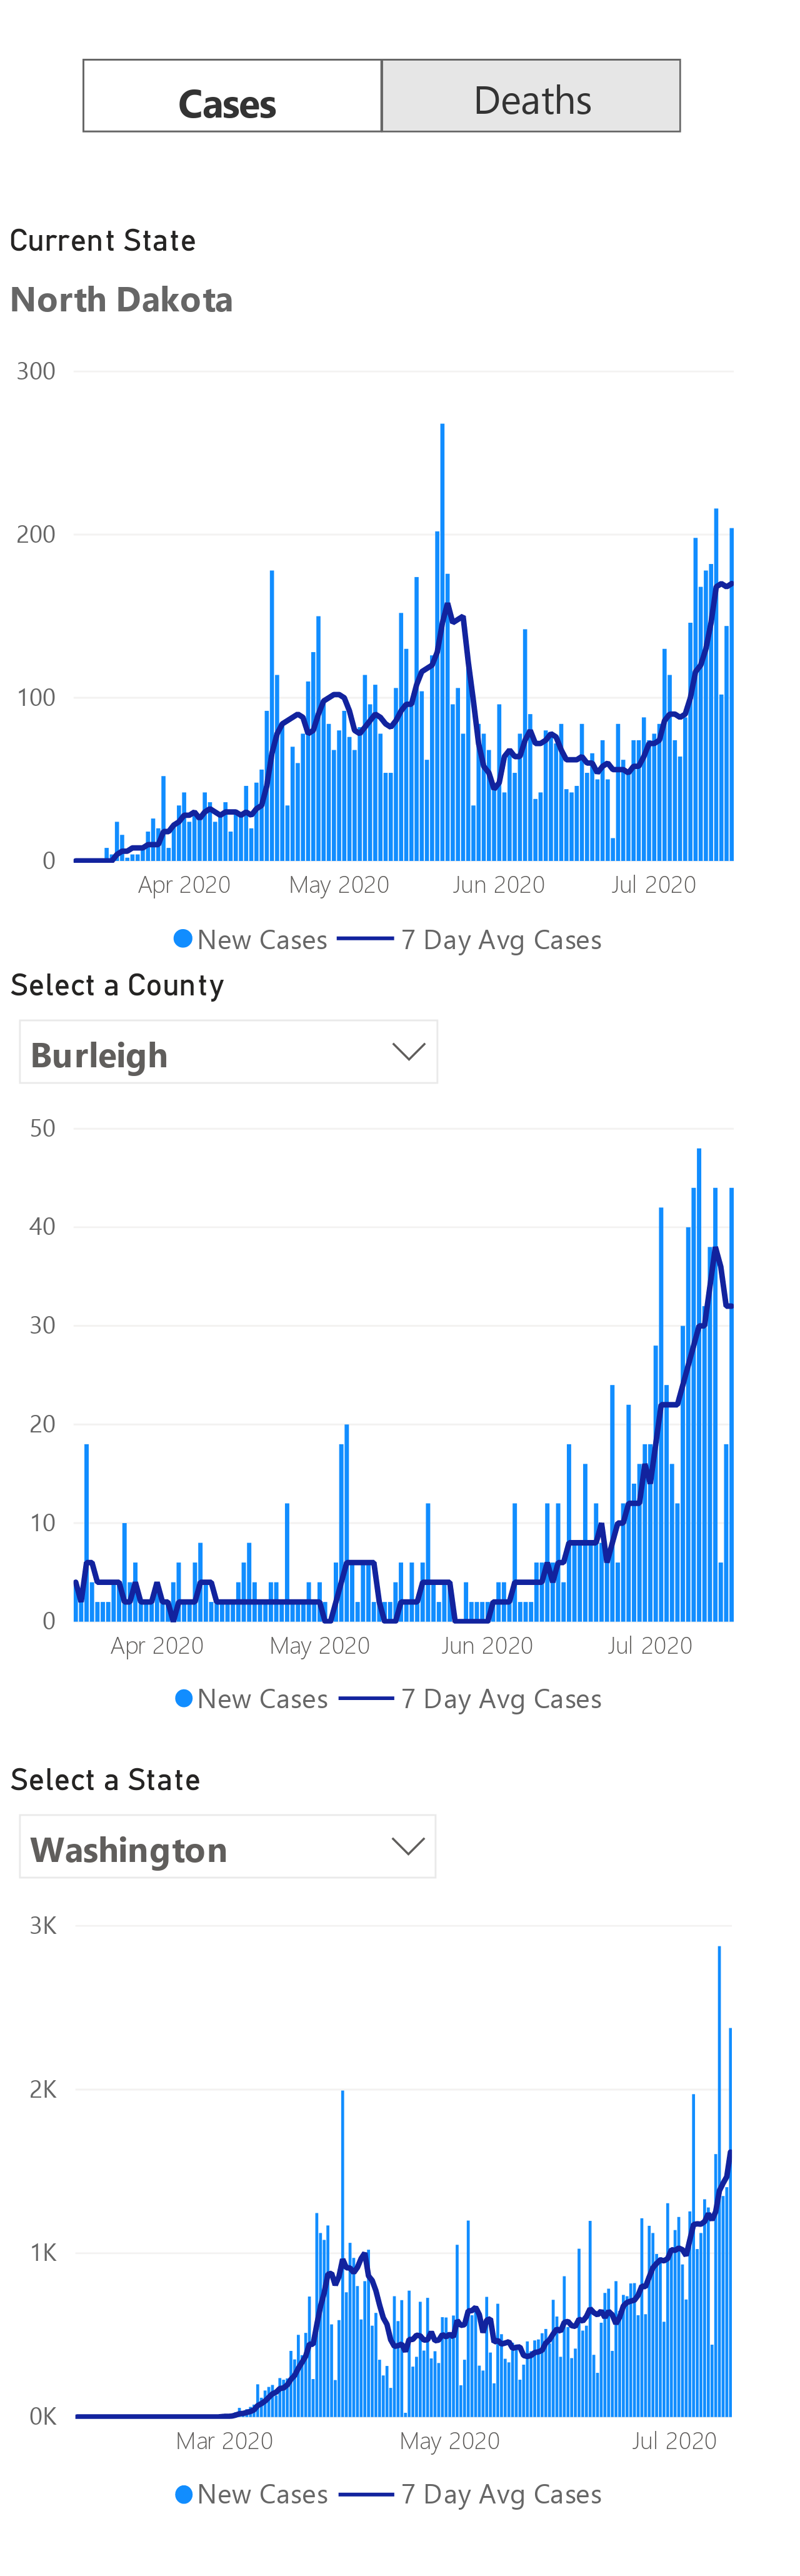 Cases Deaths
Current State
North Dakota
300
200
100
0
Apr 2020 May 2020 Jun 2020 Jul 2020
New Cases 7 Day Avg Cases
Select a County
Burleigh
50
40
30
20
10
0
Apr 2020 May 2020 Jun 2020 Jul 2020
New Cases 7 Day Avg Cases
Select a State
Washington
3K
2K
1K
0K
Mar 2020 May 2020 Jul 2020
New Cases 7 Day Avg Cases